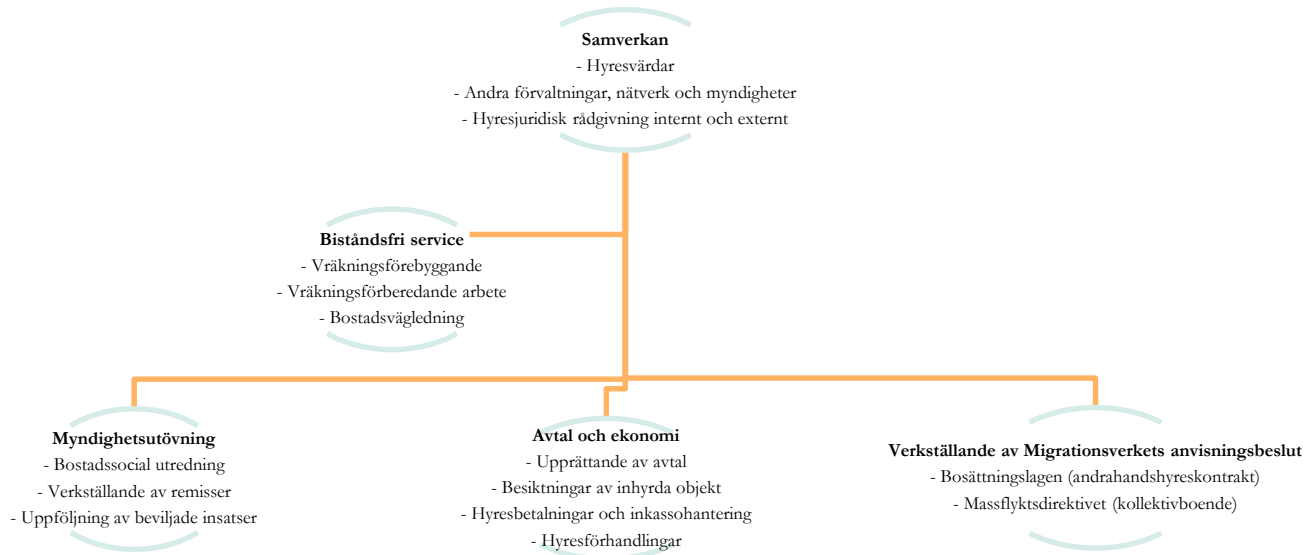 Samverkan
- Hyresvärdar
- Andra förvaltningar, nätverk och myndigheter
- Hyresjuridisk rådgivning internt och externt
Biståndsfri service
- Vräkningsförebyggande
- Vräkningsförberedande arbete
- Bostadsvägledning
Myndighetsutövning
- Bostadssocial utredning
- Verkställande av remisser
- Uppföljning av beviljade insatser
Avtal och ekonomi
- Upprättande av avtal
- Besiktningar av inhyrda objekt
- Hyresbetalningar och inkassohantering
- Hyresförhandlingar
Verkställande av Migrationsverkets anvisningsbeslut
- Bosättningslagen (andrahandshyreskontrakt)
- Massflyktsdirektivet (kollektivboende)